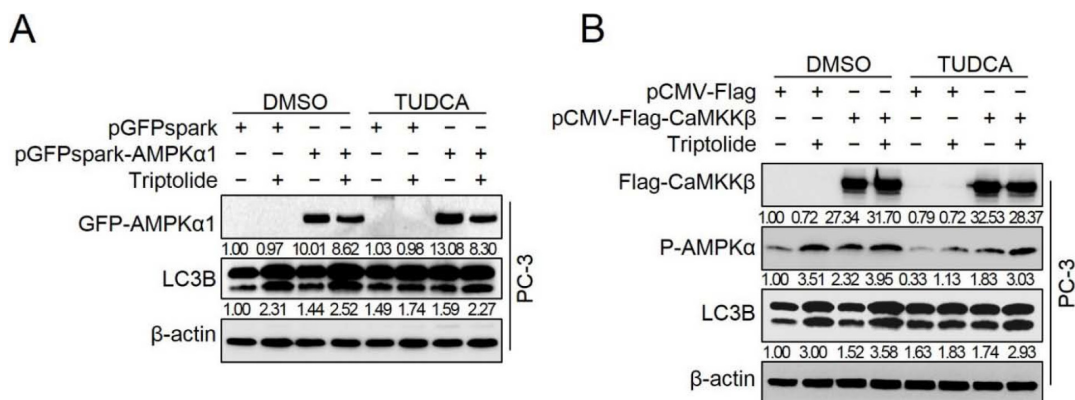 A
DMSO TUDCA
pGFPspark + + – – + + – –
pGFPspark-AMPKα1 – – + + – – + +
Triptolide – + – + – + – +
GFP-AMPKα1
1.00 0.97 10.01 8.62 1.03 0.98 13.08 8.30
LC3B
1.00 2.31 1.44 2.52 1.49 1.74 1.59 2.27
β-actin
PC-3
B
DMSO TUDCA
pCMV-Flag + + – – + + – –
pCMV-Flag-CaMKKβ – – + + – – + +
Triptolide – + – + – + – +
Flag-CaMKKβ
1.00 0.72 27.34 31.70 0.79 0.72 32.53 28.37
P-AMPKα
1.00 3.51 2.32 3.95 0.33 1.13 1.83 3.03
LC3B
1.00 3.00 1.52 3.58 1.63 1.83 1.74 2.93
β-actin
PC-3